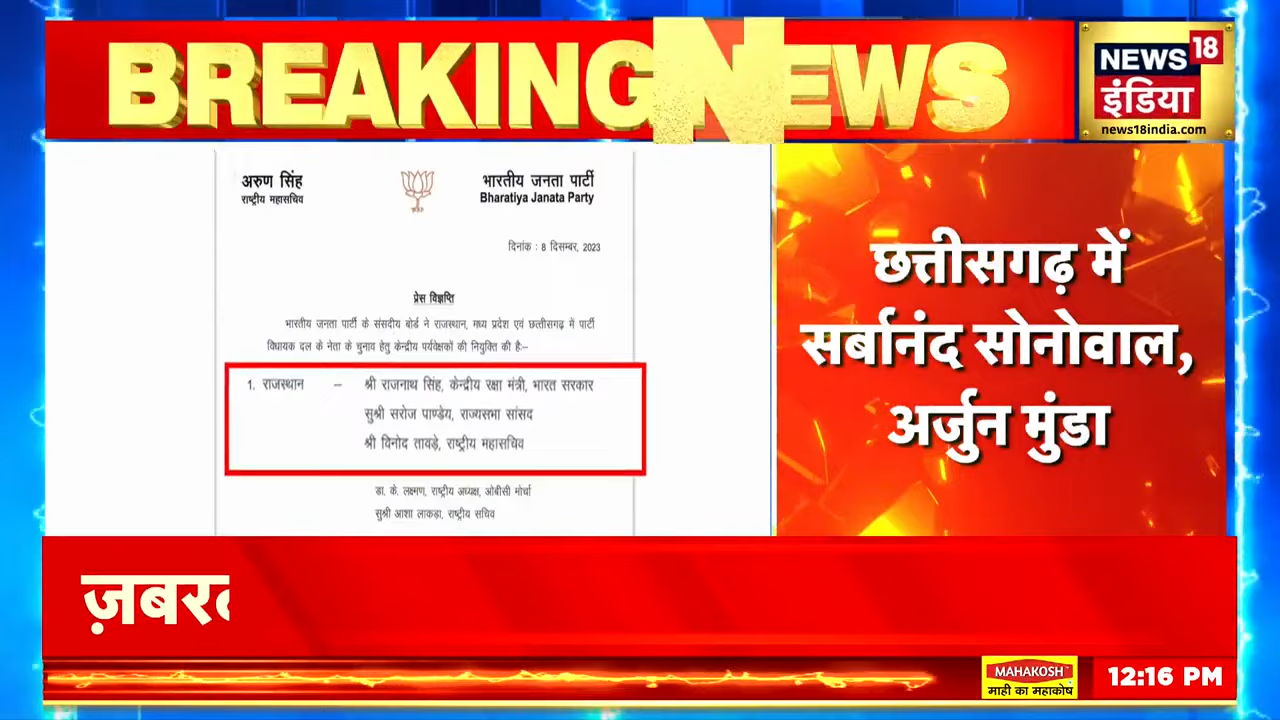 BREAKING NEWS
NEWS 18
इंडिया
news18india.com
अरुण सिंह
राष्ट्रीय महासचिव
भारतीय जनता पार्टी
Bharatiya Janata Party
दिनांक : 8 दिसम्बर, 2023
प्रेस विज्ञप्ति
भारतीय जनता पार्टी के संसदीय बोर्ड ने राजस्थान, मध्य प्रदेश एवं छत्तीसगढ़ में पार्टी
विधायक दल के नेता के चुनाव हेतु केन्द्रीय पर्यवेक्षकों की नियुक्ति की है:–
1. राजस्थान – श्री राजनाथ सिंह, केन्द्रीय रक्षा मंत्री, भारत सरकार
सुश्री सरोज पाण्डेय, राज्यसभा सांसद
श्री विनोद तावड़े, राष्ट्रीय महासचिव
डा. के. लक्ष्मण, राष्ट्रीय अध्यक्ष, ओबीसी मोर्चा
सुश्री आशा लाकड़ा, राष्ट्रीय सचिव
छत्तीसगढ़ में
सर्बानंद सोनोवाल,
अर्जुन मुंडा
ज़बर
MAHAKOSH
माही का महाकोष
12:16 PM